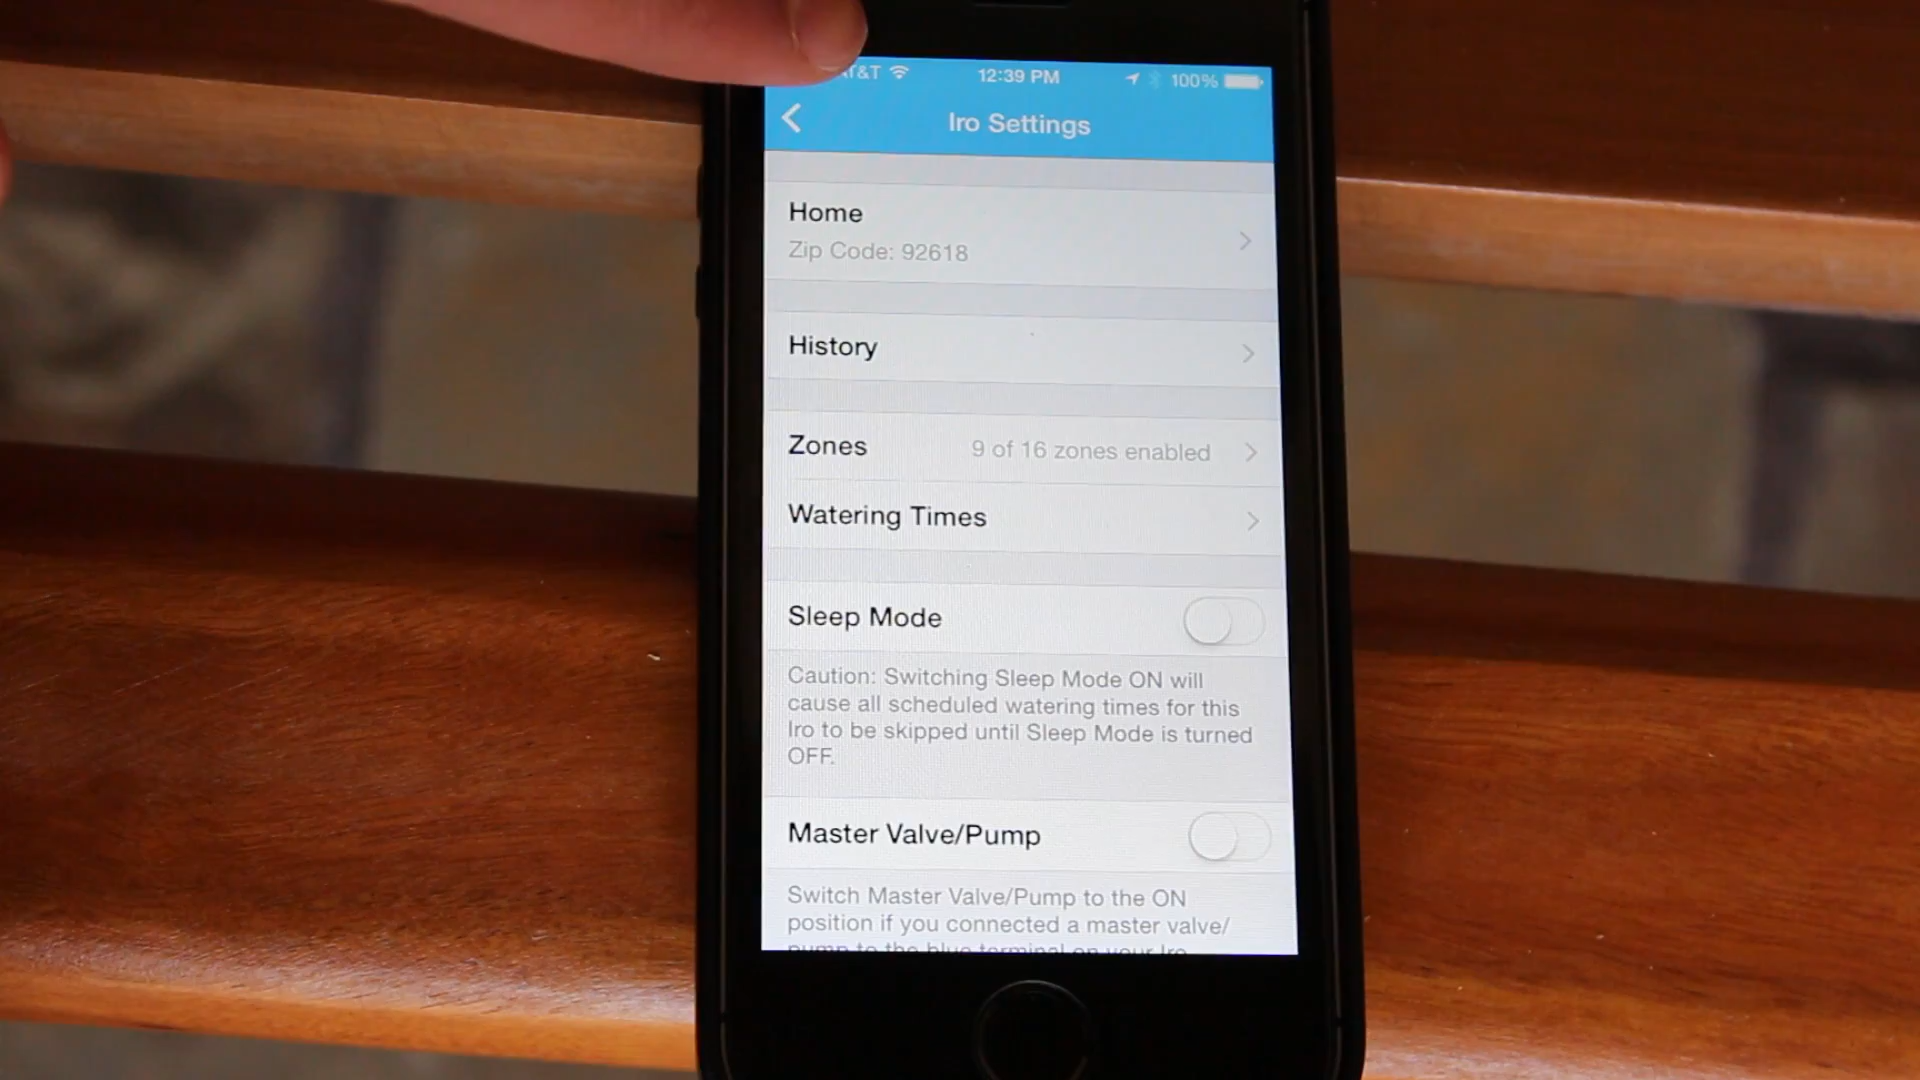 AT&T 12:39 PM 100%
Iro Settings
Home
Zip Code: 92618
History
Zones 9 of 16 zones enabled
Watering Times
Sleep Mode
Caution: Switching Sleep Mode ON will
cause all scheduled watering times for this
Iro to be skipped until Sleep Mode is turned
OFF.
Master Valve/Pump
Switch Master Valve/Pump to the ON
position if you connected a master valve/
pump to the blue terminal on your Iro